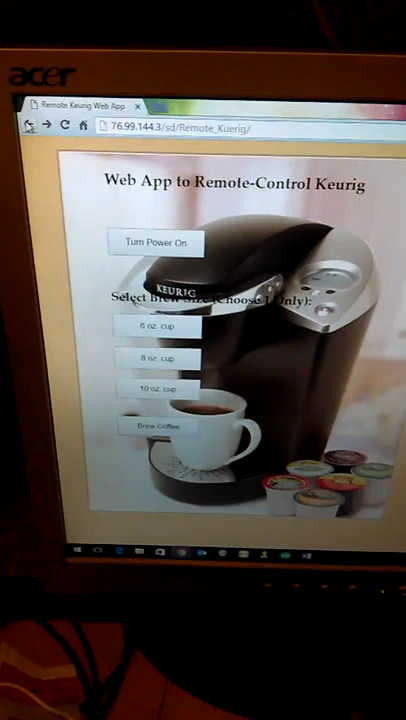 acer
Remote Keurig Web App
76.99.144.3/sd/Remote_Kuerig/
Web App to Remote-Control Keurig
Turn Power On
KEURIG
Select Brew Size (Choose 1 Only):
6 oz. cup
8 oz. cup
10 oz. cup
Brew Coffee